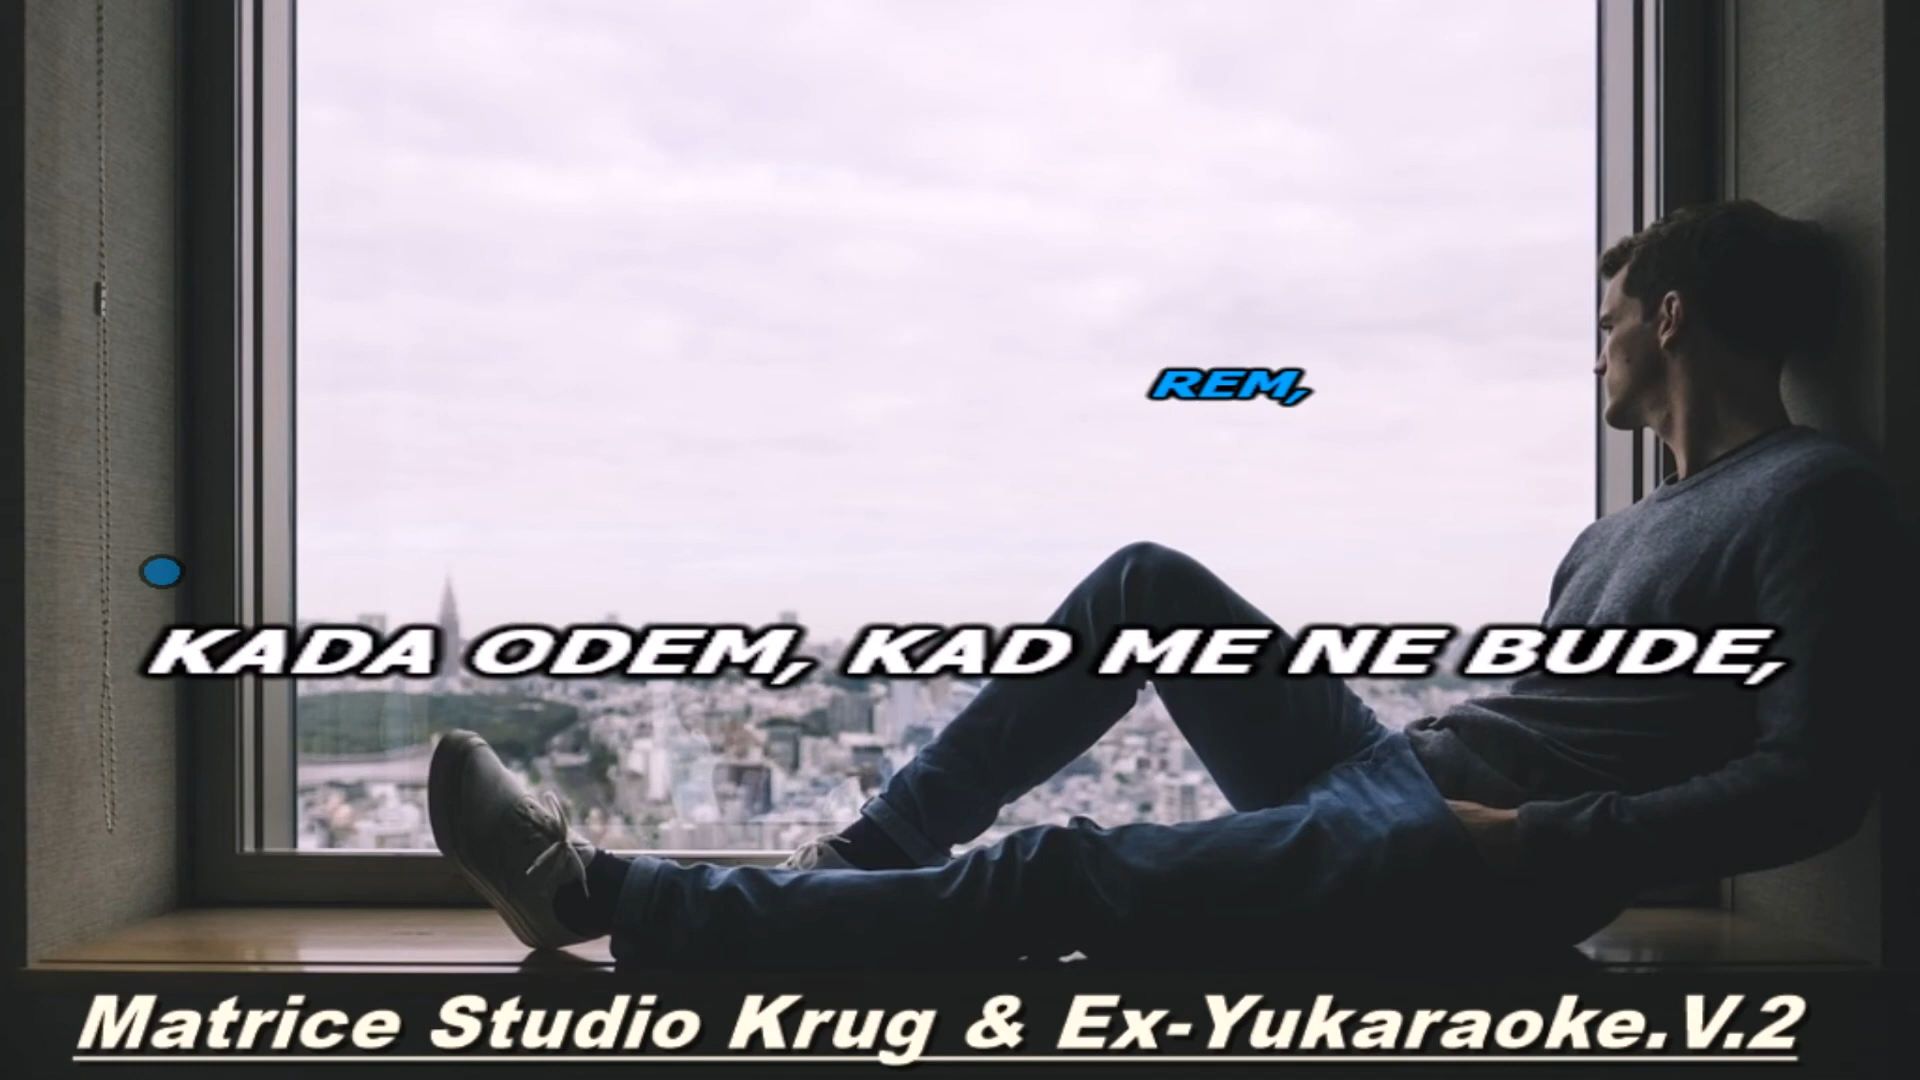 REM,
KADA ODEM, KAD ME NE BUDE,
Matrice Studio Krug & Ex-Yukaraoke.V.2